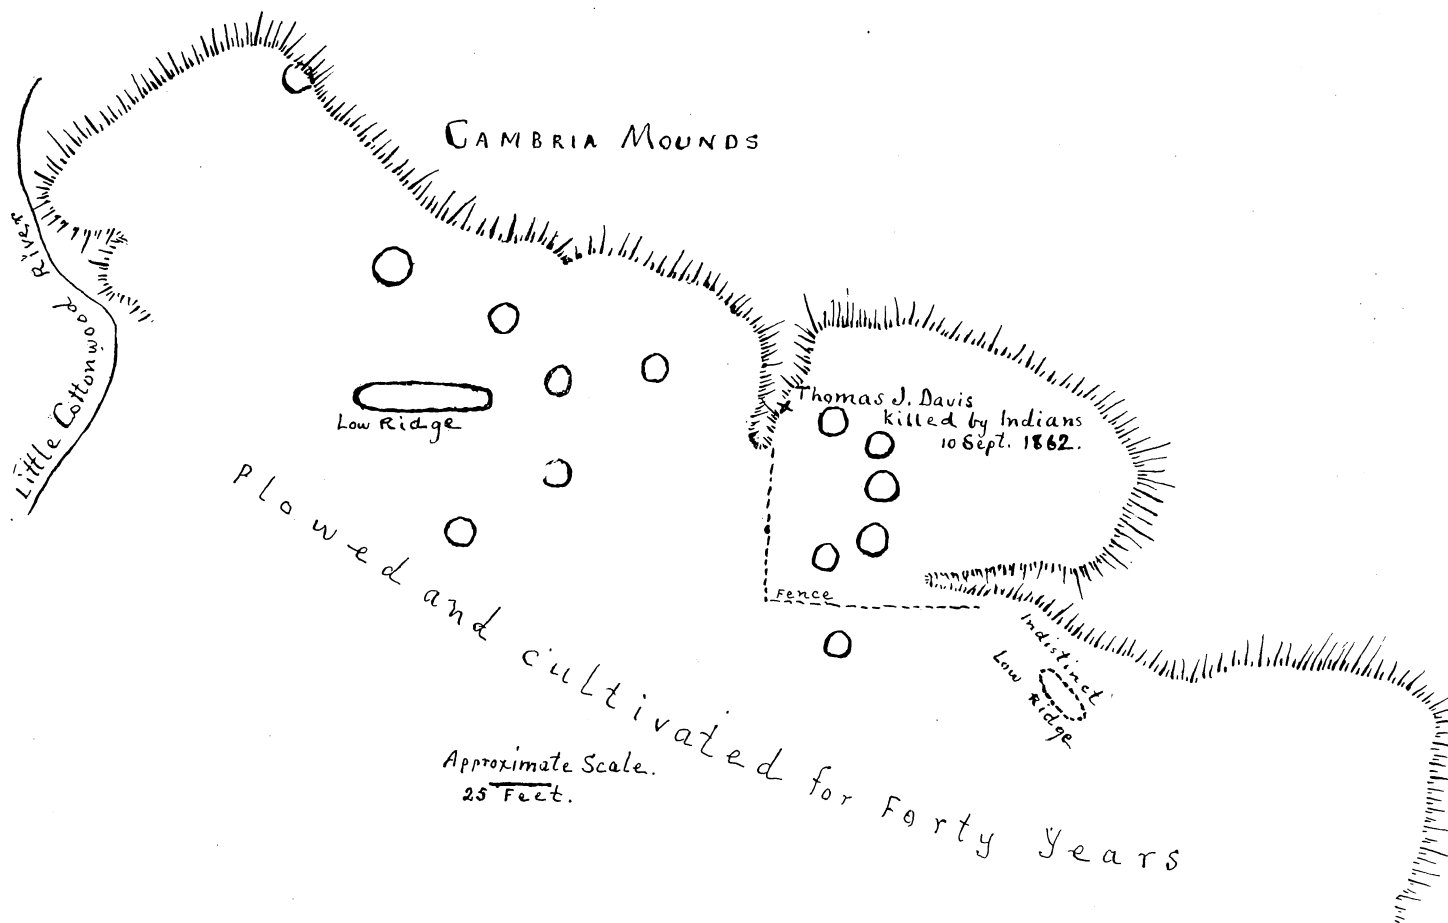 CAMBRIA MOUNDS
Little Cottonwood River
Low Ridge
Thomas J. Davis
Killed by Indians
10 Sept. 1862.
Fence
Indistinct
Low Ridge
Plowed and cultivated for Forty years
Approximate Scale.
25 Feet.